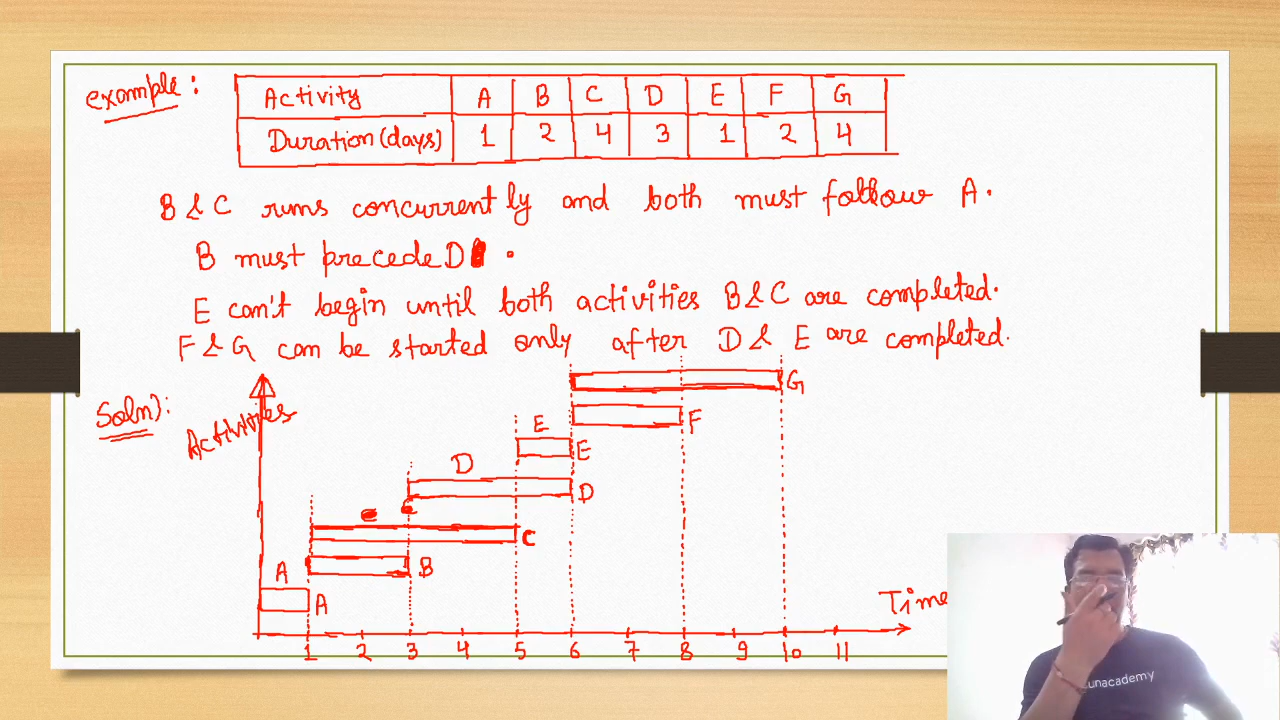 example:
Activity A B C D E F G
Duration(days) 1 2 4 3 1 2 4
B & C runs concurrently and both must follow A.
B must precede D .
E can't begin until both activities B & C are completed.
F & G can be started only after D & E are completed.
Soln):
Activities
G
F
E
E
D
D
C
B
A
A
Time
1 2 3 4 5 6 7 8 9 10 11
unacademy